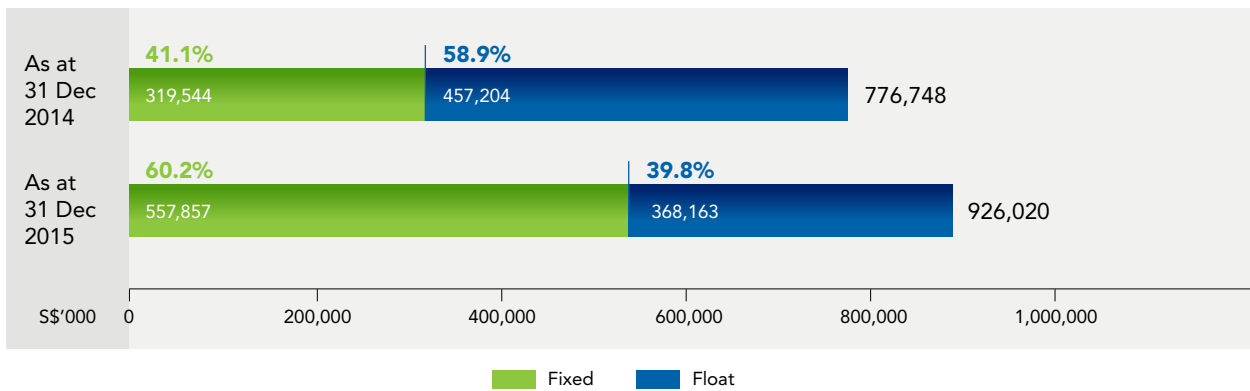 41.1% 58.9%
As at
31 Dec
2014
319,544 457,204 776,748
60.2% 39.8%
As at
31 Dec
2015
557,857 368,163 926,020
S$'000 0 200,000 400,000 600,000 800,000 1,000,000
Fixed Float